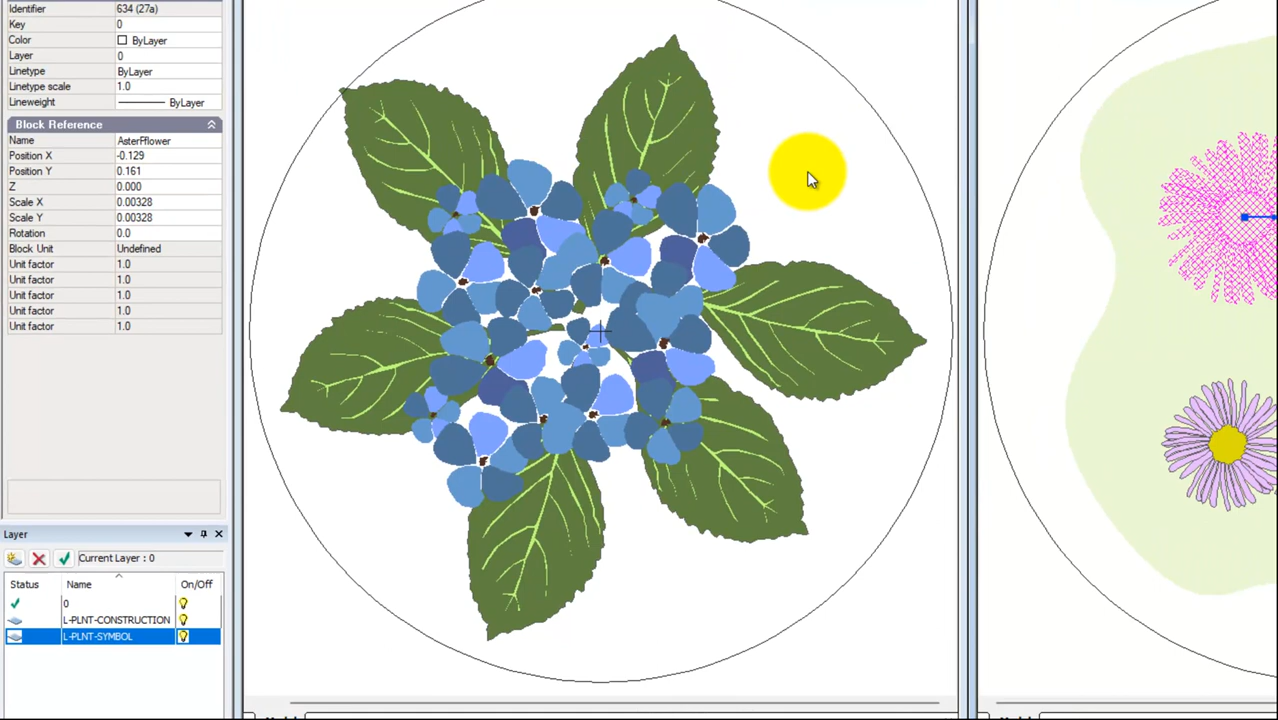 Identifier 634 (27a)
Key 0
Color ByLayer
Layer 0
Linetype ByLayer
Linetype scale 1.0
Lineweight ByLayer
Block Reference
Name AsterFflower
Position X -0.129
Position Y 0.161
Z 0.000
Scale X 0.00328
Scale Y 0.00328
Rotation 0.0
Block Unit Undefined
Unit factor 1.0
Unit factor 1.0
Unit factor 1.0
Unit factor 1.0
Unit factor 1.0
Layer
Current Layer : 0
Status Name On/Off
0
L-PLNT-CONSTRUCTION
L-PLNT-SYMBOL